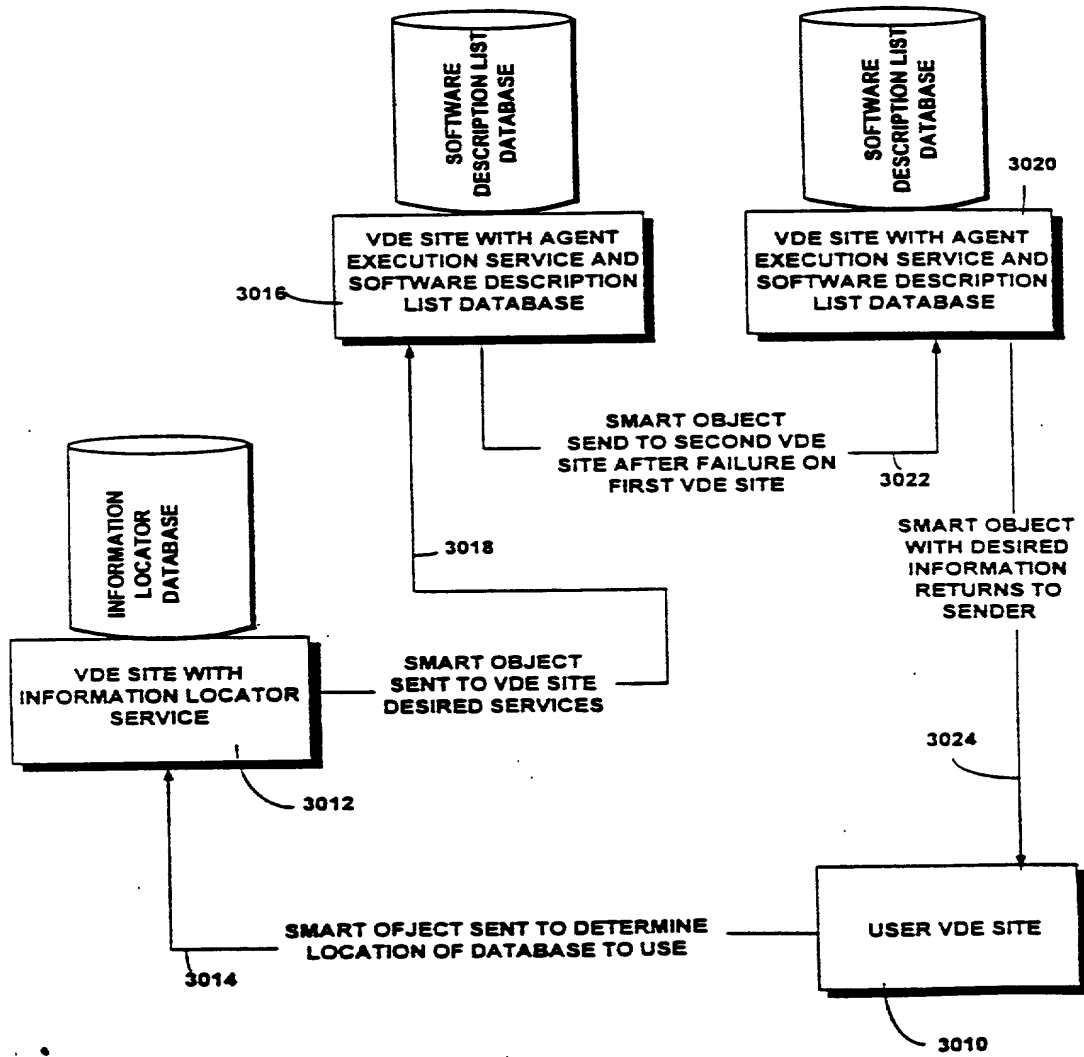 SOFTWARE
DESCRIPTION LIST
DATABASE
SOFTWARE
DESCRIPTION LIST
DATABASE
3020
VDE SITE WITH AGENT
EXECUTION SERVICE AND
SOFTWARE DESCRIPTION
LIST DATABASE
VDE SITE WITH AGENT
EXECUTION SERVICE AND
SOFTWARE DESCRIPTION
LIST DATABASE
3016
SMART OBJECT
SEND TO SECOND VDE
SITE AFTER FAILURE ON
FIRST VDE SITE
3022
INFORMATION
LOCATOR
DATABASE
3018
SMART OBJECT
WITH DESIRED
INFORMATION
RETURNS TO
SENDER
VDE SITE WITH
INFORMATION LOCATOR
SERVICE
SMART OBJECT
SENT TO VDE SITE
DESIRED SERVICES
3024
3012
SMART OFJECT SENT TO DETERMINE
LOCATION OF DATABASE TO USE
USER VDE SITE
3014
3010